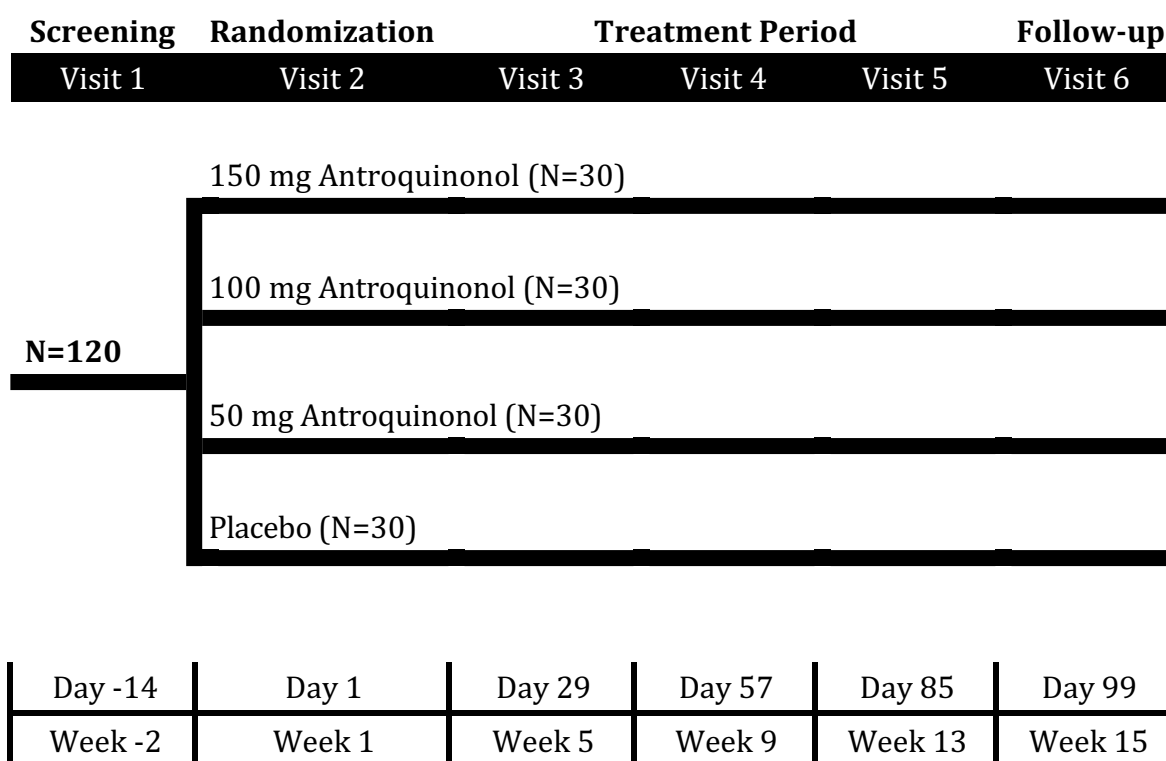 Screening Randomization Treatment Period Follow-up
Visit 1 Visit 2 Visit 3 Visit 4 Visit 5 Visit 6
150 mg Antroquinonol (N=30)
100 mg Antroquinonol (N=30)
N=120
50 mg Antroquinonol (N=30)
Placebo (N=30)
Day -14 Day 1 Day 29 Day 57 Day 85 Day 99
Week -2 Week 1 Week 5 Week 9 Week 13 Week 15